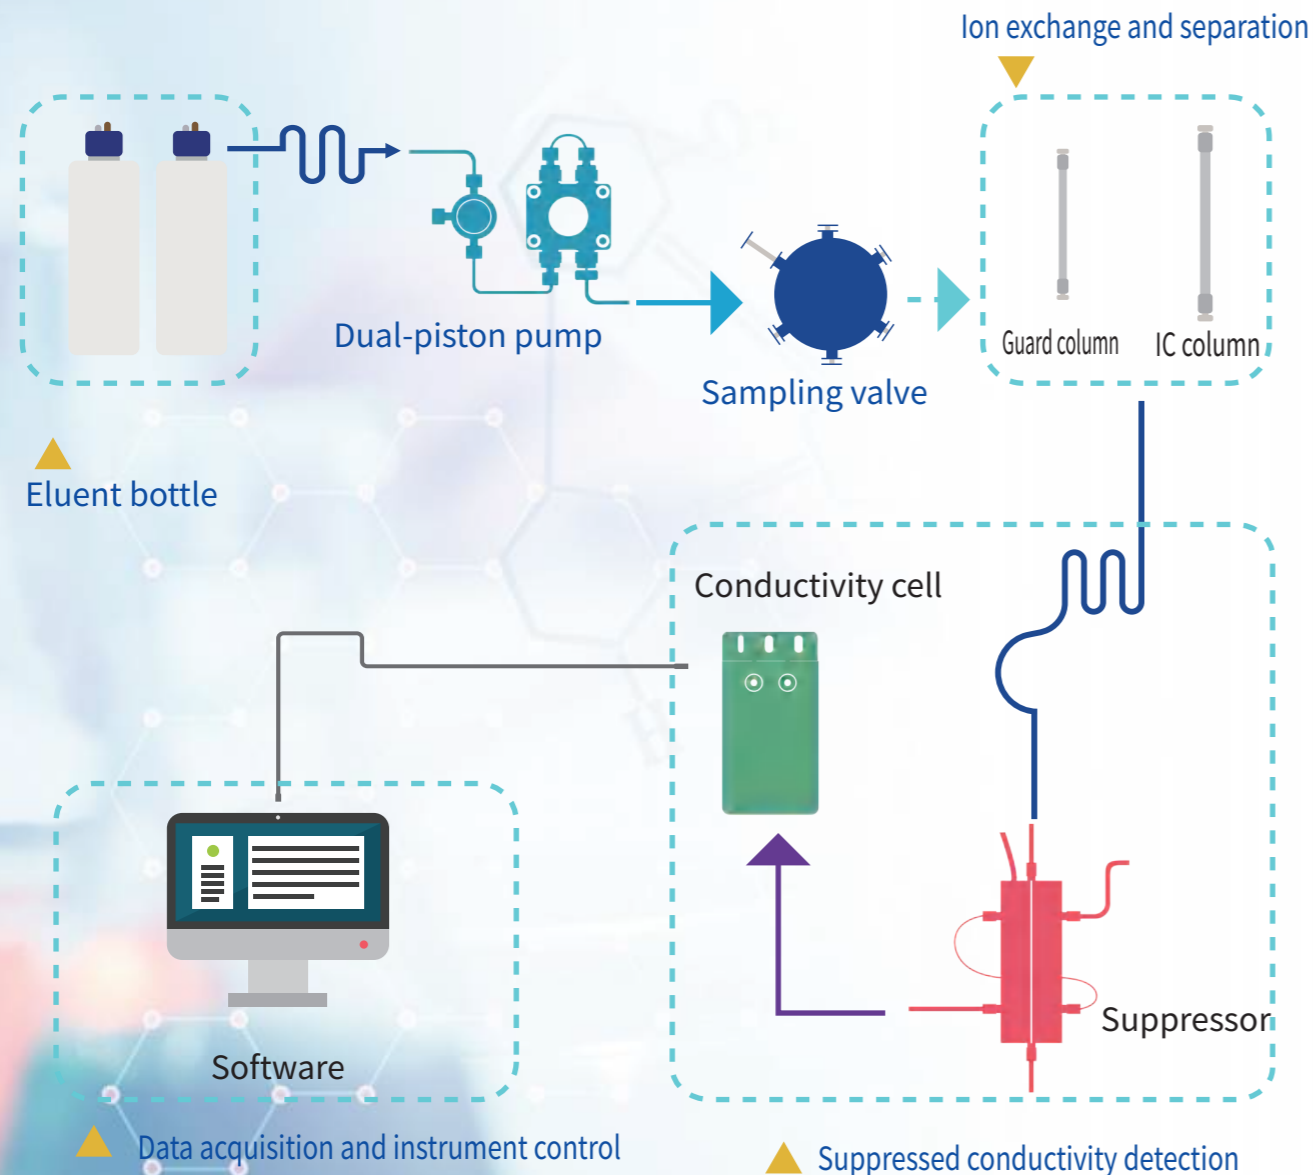 Ion exchange and separation
Dual-piston pump
Guard column
IC column
Sampling valve
Eluent bottle
Conductivity cell
Suppressor
Software
Data acquisition and instrument control
Suppressed conductivity detection